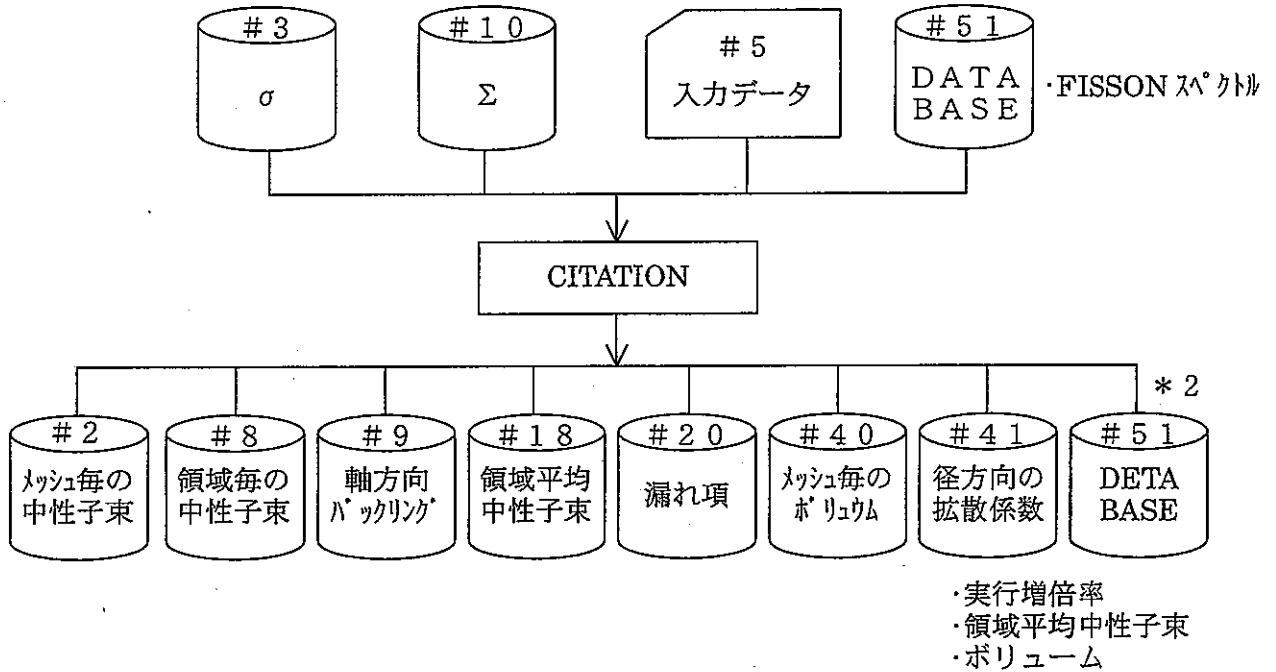 #3
σ
#10
Σ
#5
入力データ
#51
DATA
BASE
・FISSON スペクトル
CITATION
*2
#2
メッシュ毎の
中性子束
#8
領域毎の
中性子束
#9
軸方向
バックリング
#18
領域平均
中性子束
#20
漏れ項
#40
メッシュ毎の
ボリュウム
#41
径方向の
拡散係数
#51
DETA
BASE
・実行増倍率
・領域平均中性子束
・ボリューム